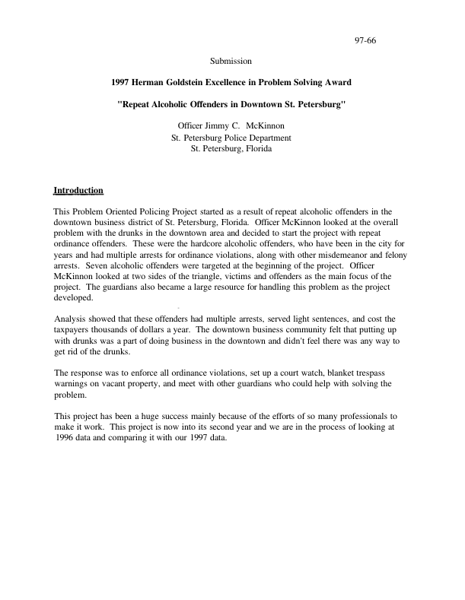 97-66
Submission
1997 Herman Goldstein Excellence in Problem Solving Award
"Repeat Alcoholic Offenders in Downtown St. Petersburg"
Officer Jimmy C. McKinnon
St. Petersburg Police Department
St. Petersburg, Florida
Introduction
This Problem Oriented Policing Project started as a result of repeat alcoholic offenders in the
downtown business district of St. Petersburg, Florida. Officer McKinnon looked at the overall
problem with the drunks in the downtown area and decided to start the project with repeat
ordinance offenders. These were the hardcore alcoholic offenders, who have been in the city for
years and had multiple arrests for ordinance violations, along with other misdemeanor and felony
arrests. Seven alcoholic offenders were targeted at the beginning of the project. Officer
McKinnon looked at two sides of the triangle, victims and offenders as the main focus of the
project. The guardians also became a large resource for handling this problem as the project
developed.
Analysis showed that these offenders had multiple arrests, served light sentences, and cost the
taxpayers thousands of dollars a year. The downtown business community felt that putting up
with drunks was a part of doing business in the downtown and didn't feel there was any way to
get rid of the drunks.
The response was to enforce all ordinance violations, set up a court watch, blanket trespass
warnings on vacant property, and meet with other guardians who could help with solving the
problem.
This project has been a huge success mainly because of the efforts of so many professionals to
make it work. This project is now into its second year and we are in the process of looking at
1996 data and comparing it with our 1997 data.